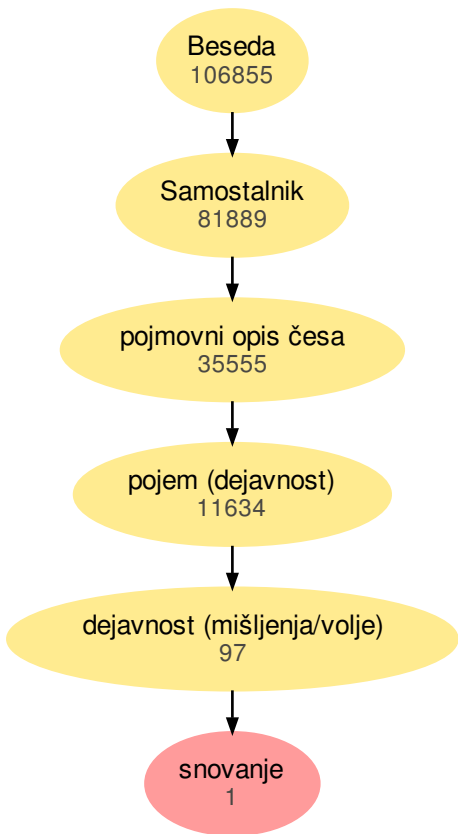 Beseda
106855
Samostalnik
81889
pojmovni opis česa
35555
pojem (dejavnost)
11634
dejavnost (mišljenja/volje)
97
snovanje
1